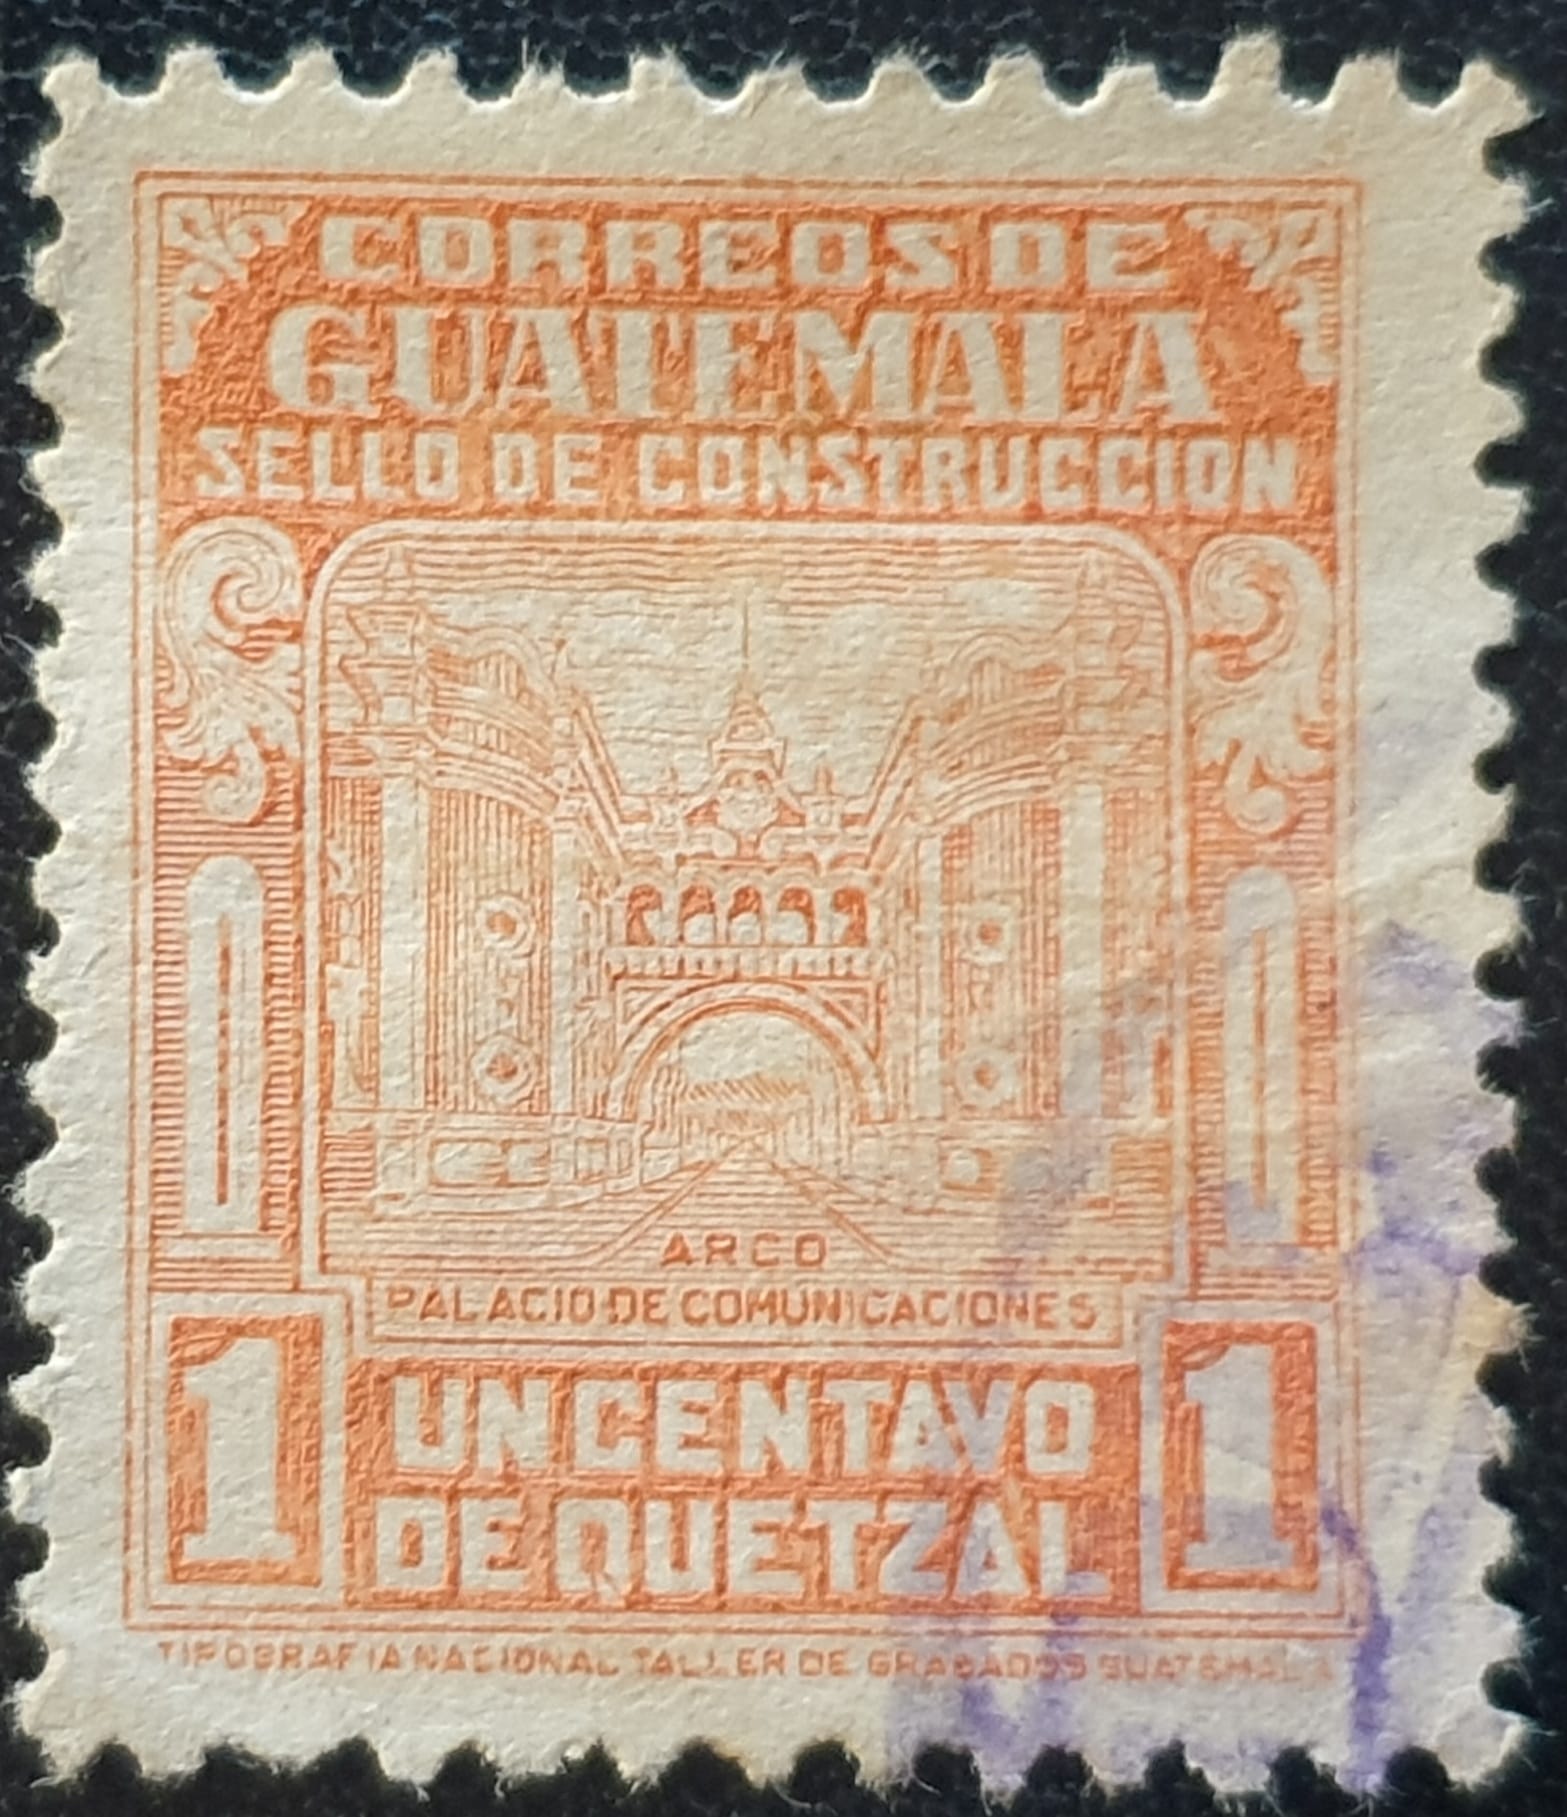 CORREOS DE
GUATEMALA
SELLO DE CONSTRUCCION
ARCO
PALACIO DE COMUNICACIONES
1 UN CENTAVO 1
DE QUETZAL
TIPOGRAFIA NACIONAL TALLER DE GRABADOS GUATEMALA